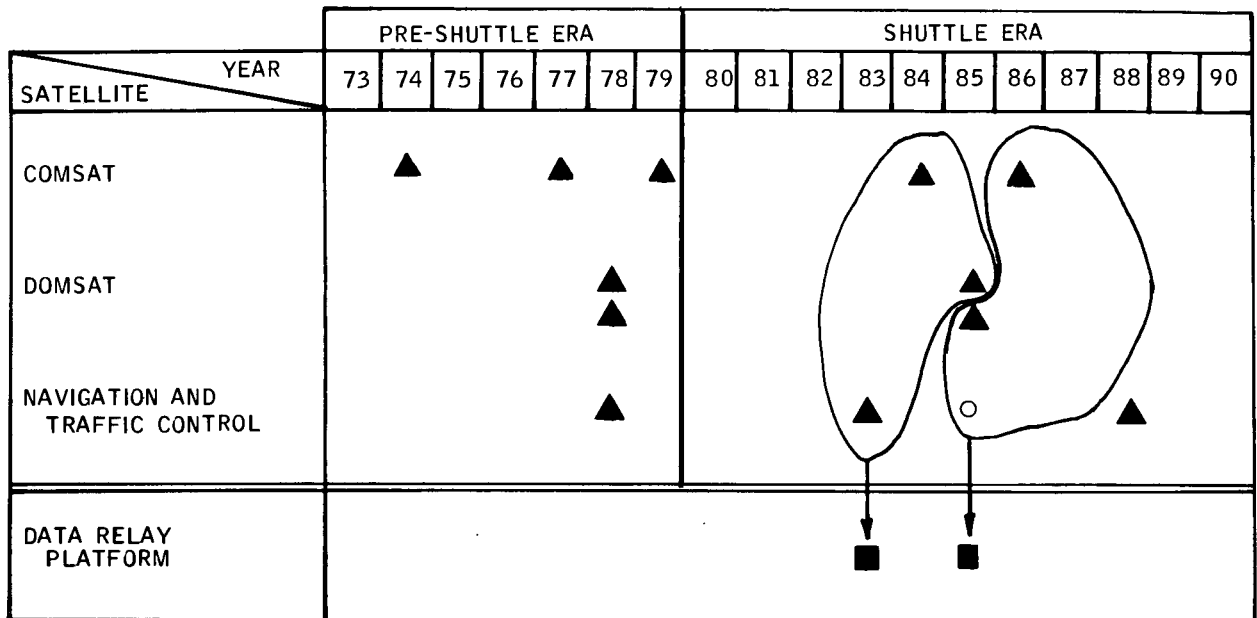 PRE-SHUTTLE ERA SHUTTLE ERA
YEAR
SATELLITE
73 74 75 76 77 78 79 80 81 82 83 84 85 86 87 88 89 90
COMSAT
DOMSAT
NAVIGATION AND
TRAFFIC CONTROL
DATA RELAY
PLATFORM